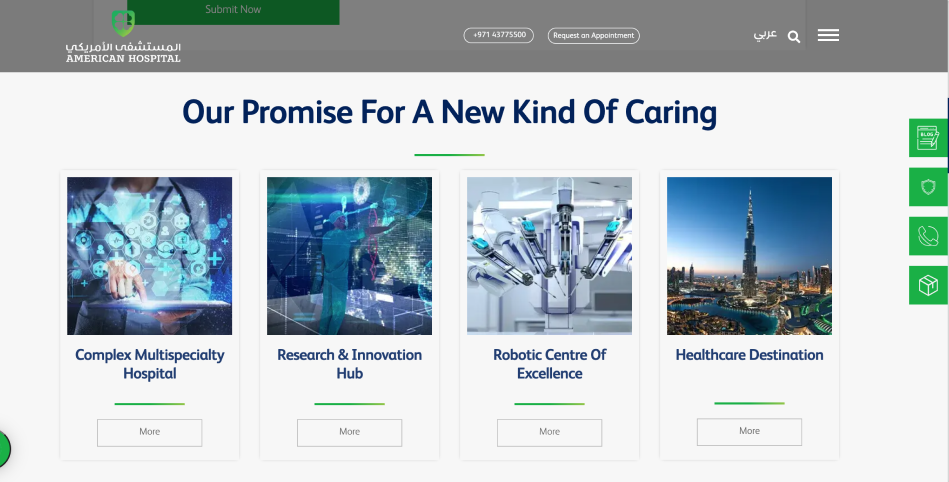 Submit Now
المستشفى الأمريكي
AMERICAN HOSPITAL
+971 43775500
Request an Appointment
عربي
Our Promise For A New Kind Of Caring
BLOG
Complex Multispecialty
Hospital
More
Research & Innovation
Hub
More
Robotic Centre Of
Excellence
More
Healthcare Destination
More